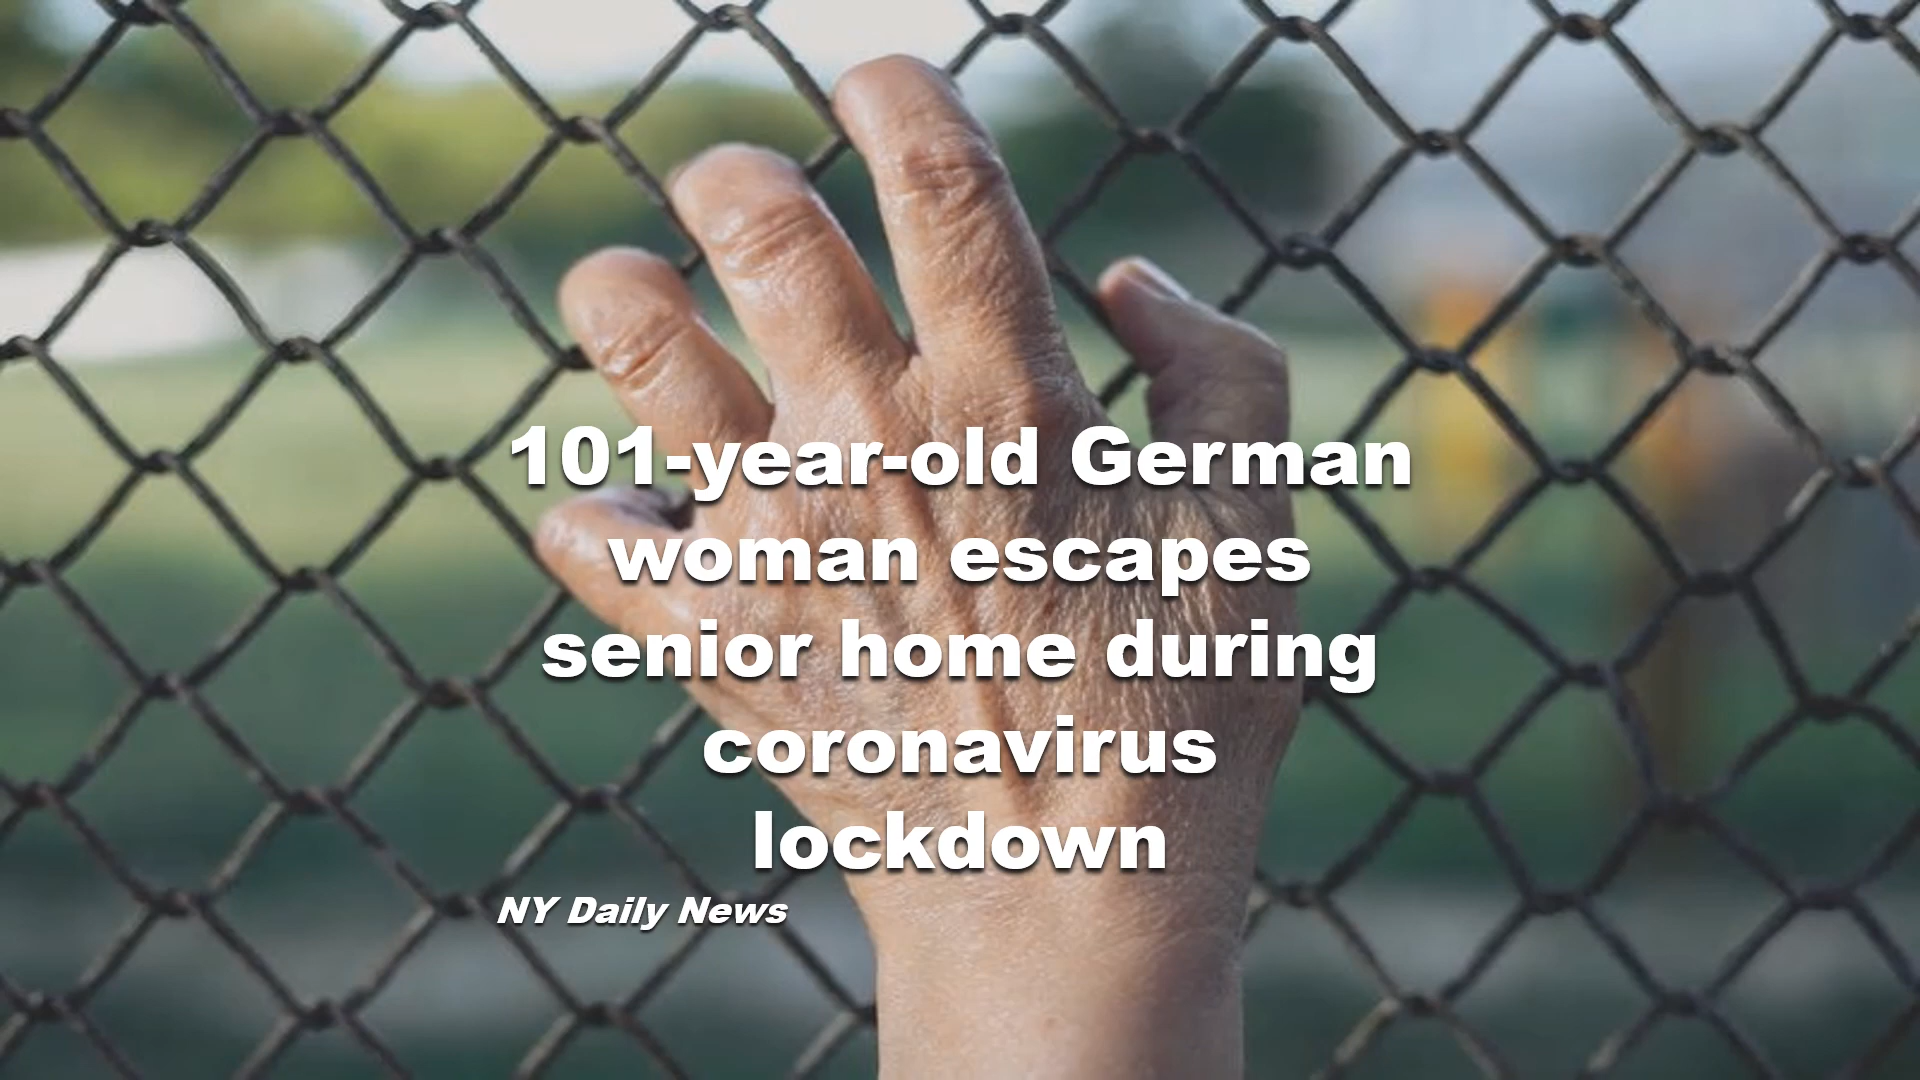 101-year-old German
woman escapes
senior home during
coronavirus
lockdown
NY Daily News